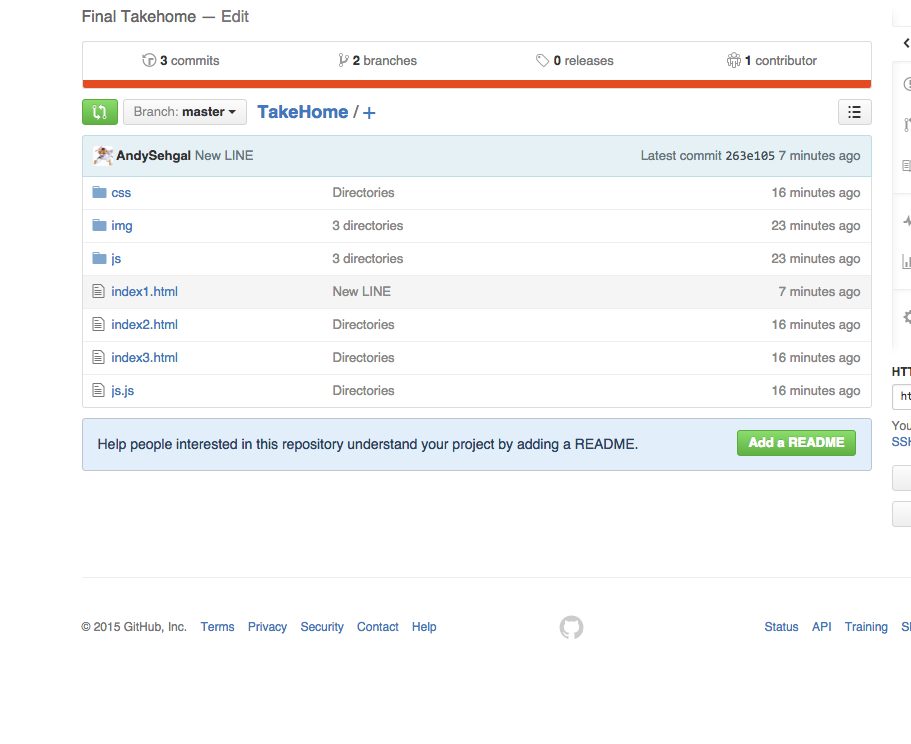 Final Takehome — Edit
3 commits 2 branches 0 releases 1 contributor
Branch: master TakeHome / +
AndySehgal New LINE Latest commit 263e105 7 minutes ago
css Directories 16 minutes ago
img 3 directories 23 minutes ago
js 3 directories 23 minutes ago
index1.html New LINE 7 minutes ago
index2.html Directories 16 minutes ago
index3.html Directories 16 minutes ago
HTT
js.js Directories 16 minutes ago
ht
You
SSH
Help people interested in this repository understand your project by adding a README. Add a README
© 2015 GitHub, Inc. Terms Privacy Security Contact Help Status API Training